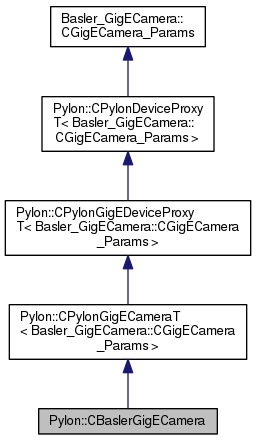 Basler_GigECamera::
CGigECamera_Params
Pylon::CPylonDeviceProxy
T< Basler_GigECamera::
CGigECamera_Params >
Pylon::CPylonGigEDeviceProxy
T< Basler_GigECamera::CGigECamera
_Params >
Pylon::CPylonGigECameraT
< Basler_GigECamera::CGigECamera
_Params >
Pylon::CBaslerGigECamera